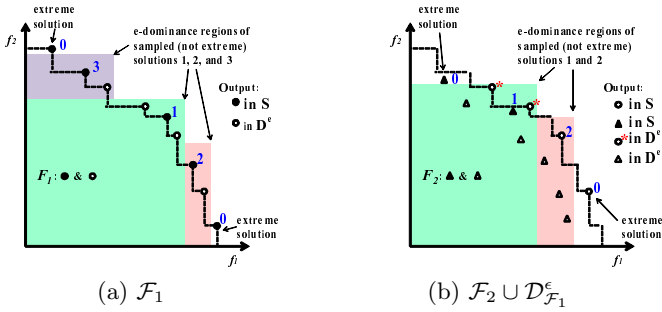 extreme
solution
f2
0
e-dominance regions of
sampled (not extreme)
solutions 1, 2, and 3
3
Output:
in S
in Dᵉ
1
F1: & 
2
0
extreme
solution
f1
(a) F₁
extreme
solution
f2
0
e-dominance regions of
sampled (not extreme)
solutions 1 and 2
*
1
*
Output:
in S
in S
* in Dᵉ
in Dᵉ
2
F2: &
0
extreme
solution
f1
(b) F₂ ∪ D^ϵ_F₁